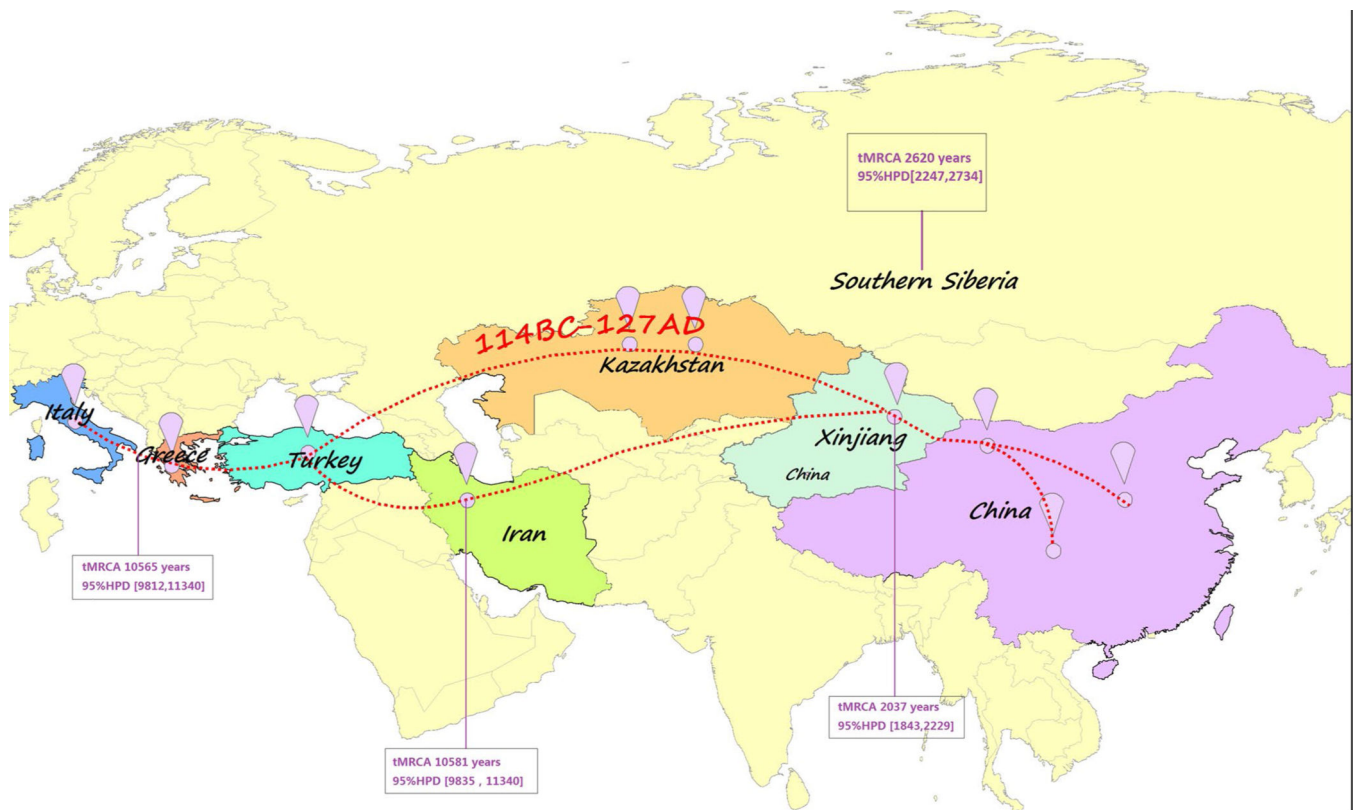 tMRCA 2620 years
95%HPD[2247,2734]
Southern Siberia
114BC-127AD
Kazakhstan
Italy
Greece
Turkey
Xinjiang
China
Iran
China
tMRCA 10565 years
95%HPD [9812,11340]
tMRCA 2037 years
95%HPD [1843,2229]
tMRCA 10581 years
95%HPD [9835 , 11340]